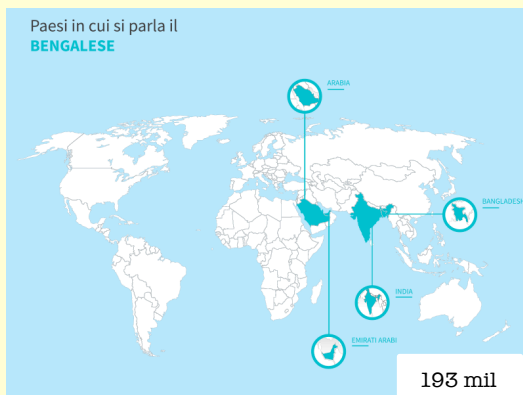 Paesi in cui si parla il
BENGALESE
ARABIA
BANGLADESH
INDIA
EMIRATI ARABI
193 mil